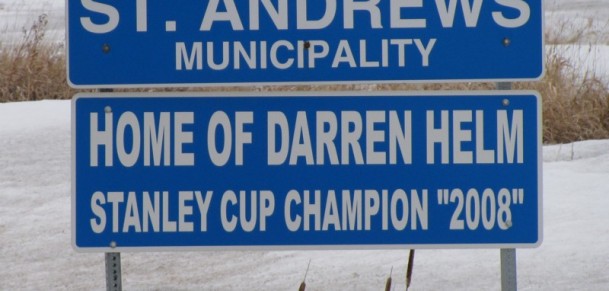 ST. ANDREWS
MUNICIPALITY
HOME OF DARREN HELM
STANLEY CUP CHAMPION "2008"